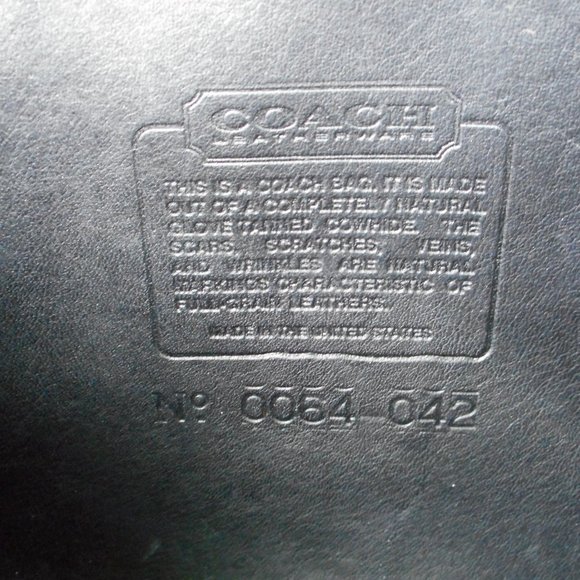 COACH
LEATHERWARE
THIS IS A COACH BAG. IT IS MADE
OUT OF A COMPLETELY NATURAL
GLOVE TANNED COWHIDE. THE
SCARS, SCRATCHES, VEINS,
AND WRINKLES ARE NATURAL
MARKINGS CHARACTERISTIC OF
FULL-GRAIN LEATHERS.
MADE IN THE UNITED STATES
No 0064-042